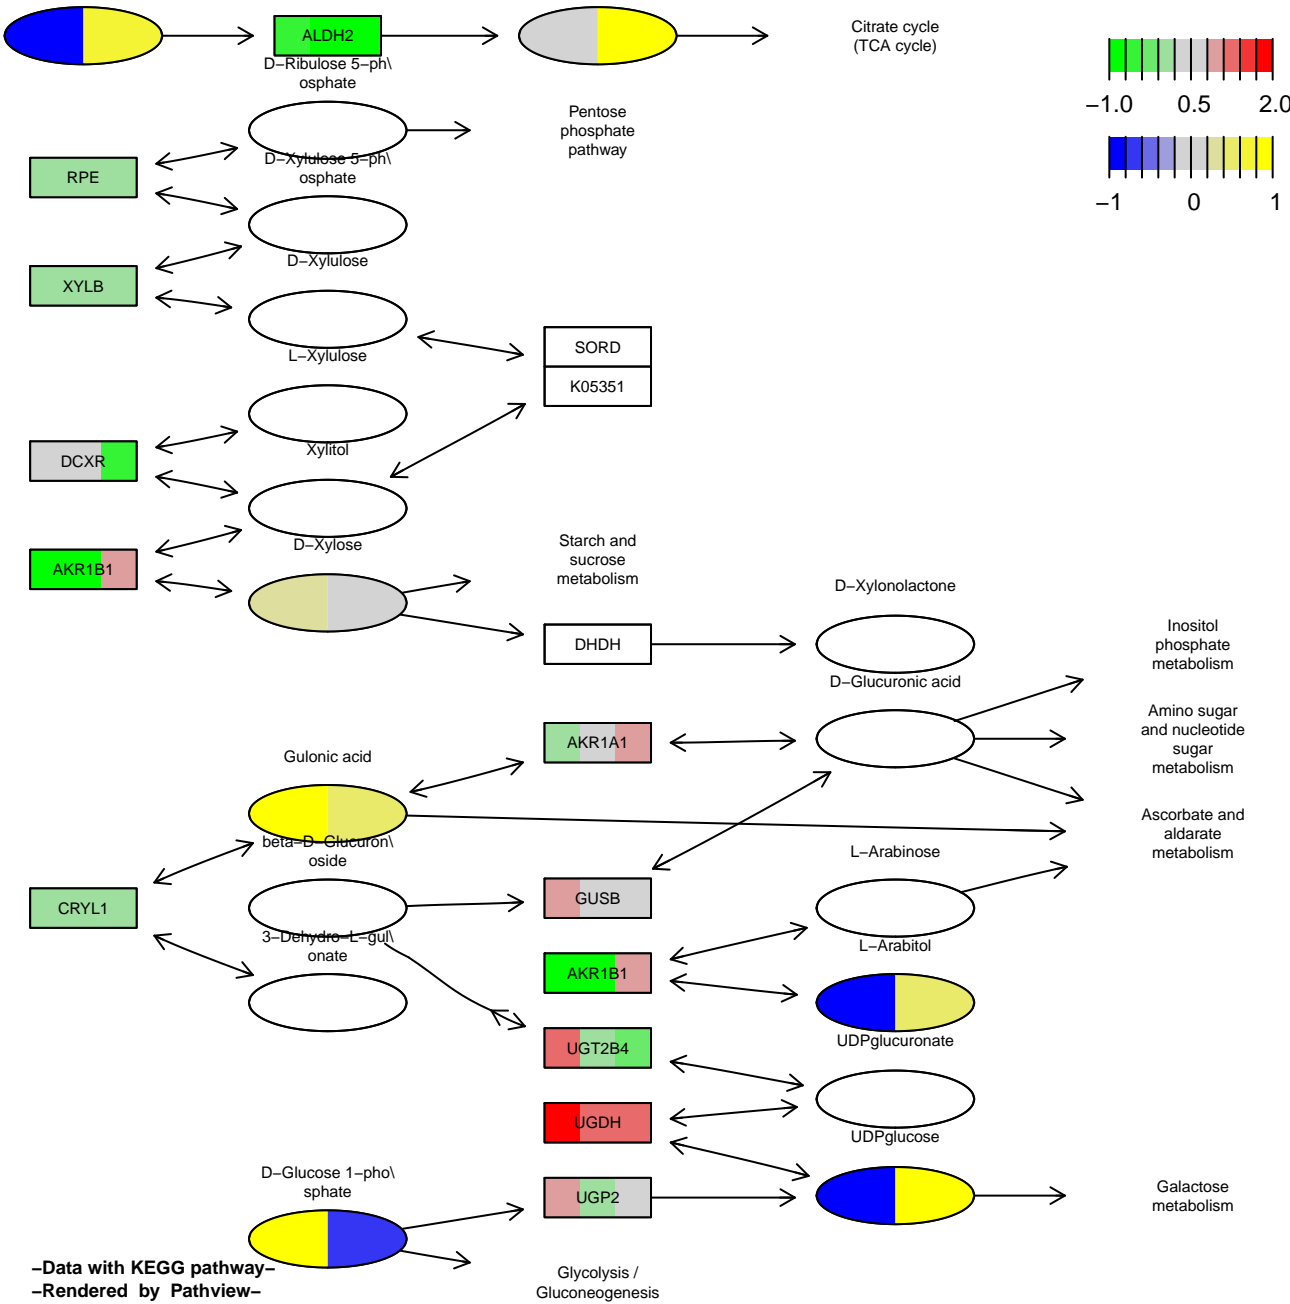 ALDH2
Citrate cycle
(TCA cycle)
−1.0 0.5 2.0
−1 0 1
D−Ribulose 5−ph\
osphate
Pentose
phosphate
pathway
D−Xylulose 5−ph\
osphate
RPE
D−Xylulose
XYLB
L−Xylulose
SORD
K05351
Xylitol
DCXR
D−Xylose
AKR1B1
Starch and
sucrose
metabolism
DHDH
D−Xylonolactone
D−Glucuronic acid
Inositol
phosphate
metabolism
Amino sugar
and nucleotide
sugar
metabolism
AKR1A1
Gulonic acid
Ascorbate and
aldarate
metabolism
beta−D−Glucuron\
oside
L−Arabinose
CRYL1
GUSB
3−Dehydro−L−gul\
onate
L−Arabitol
AKR1B1
UDPglucuronate
UGT2B4
UGDH
UDPglucose
D−Glucose 1−pho\
sphate
UGP2
Galactose
metabolism
Glycolysis /
Gluconeogenesis
−Data with KEGG pathway−
−Rendered by Pathview−